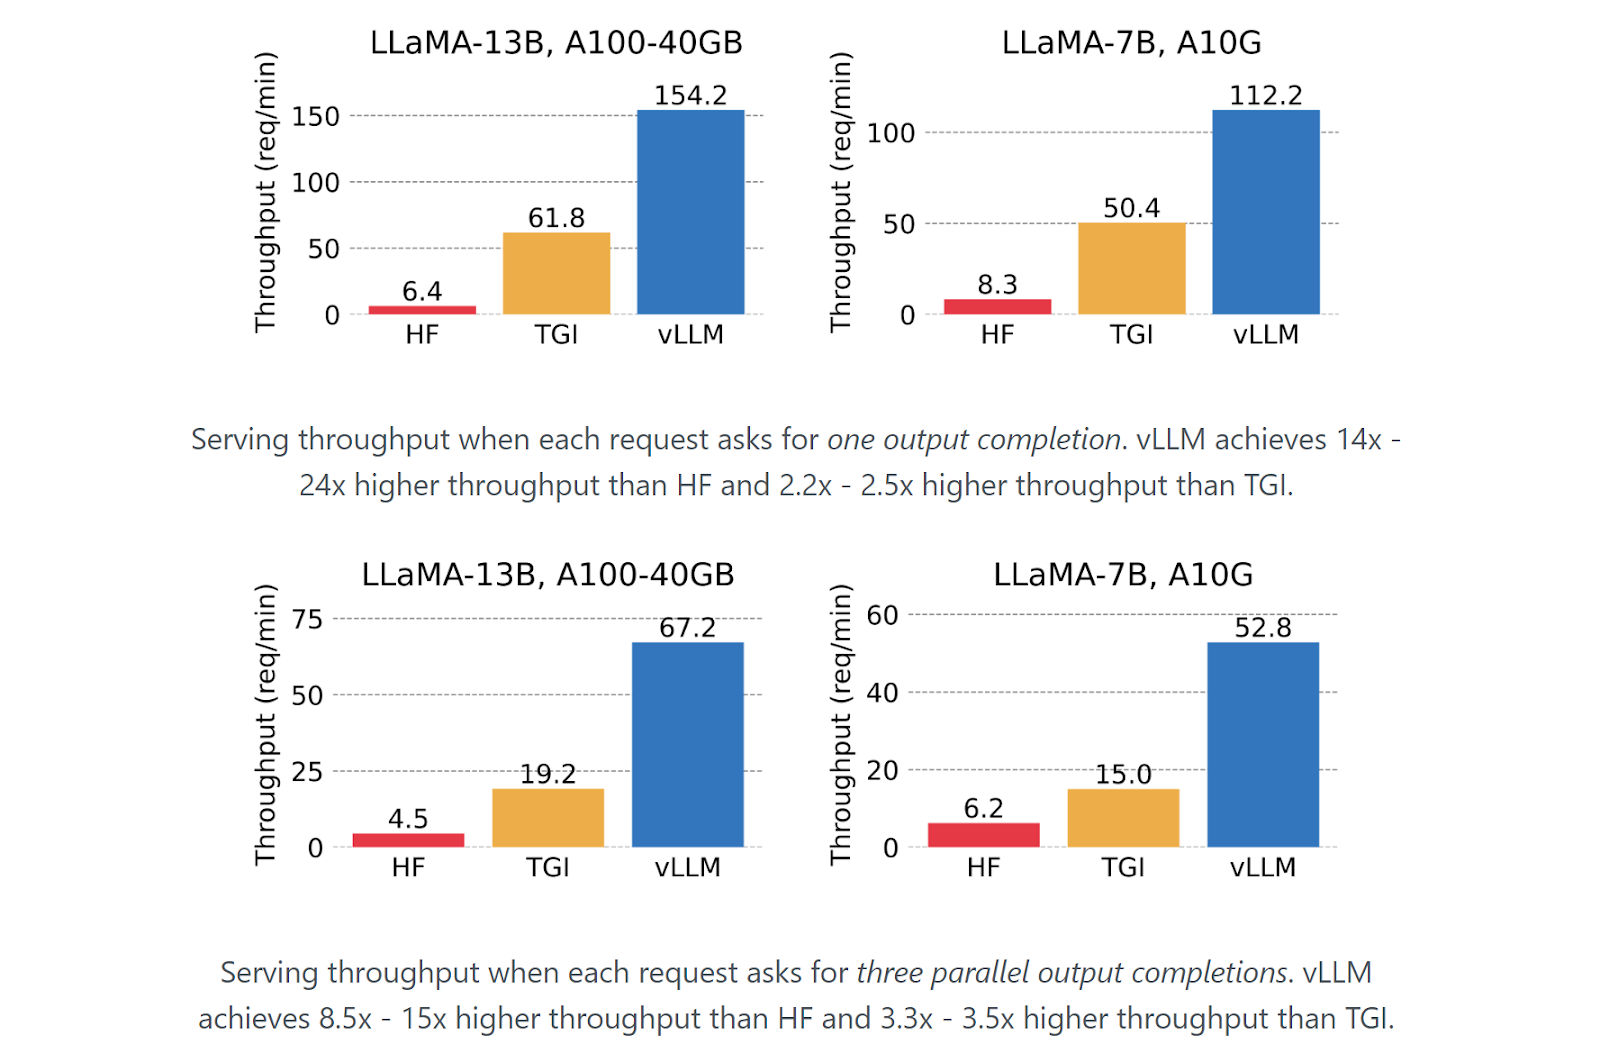 LLaMA-13B, A100-40GB
Throughput (req/min)
150
100
50
0
6.4
61.8
154.2
HF
TGI
vLLM
LLaMA-7B, A10G
Throughput (req/min)
100
50
0
8.3
50.4
112.2
HF
TGI
vLLM
Serving throughput when each request asks for one output completion. vLLM achieves 14x -
24x higher throughput than HF and 2.2x - 2.5x higher throughput than TGI.
LLaMA-13B, A100-40GB
Throughput (req/min)
75
50
25
0
4.5
19.2
67.2
HF
TGI
vLLM
LLaMA-7B, A10G
Throughput (req/min)
60
40
20
0
6.2
15.0
52.8
HF
TGI
vLLM
Serving throughput when each request asks for three parallel output completions. vLLM
achieves 8.5x - 15x higher throughput than HF and 3.3x - 3.5x higher throughput than TGI.